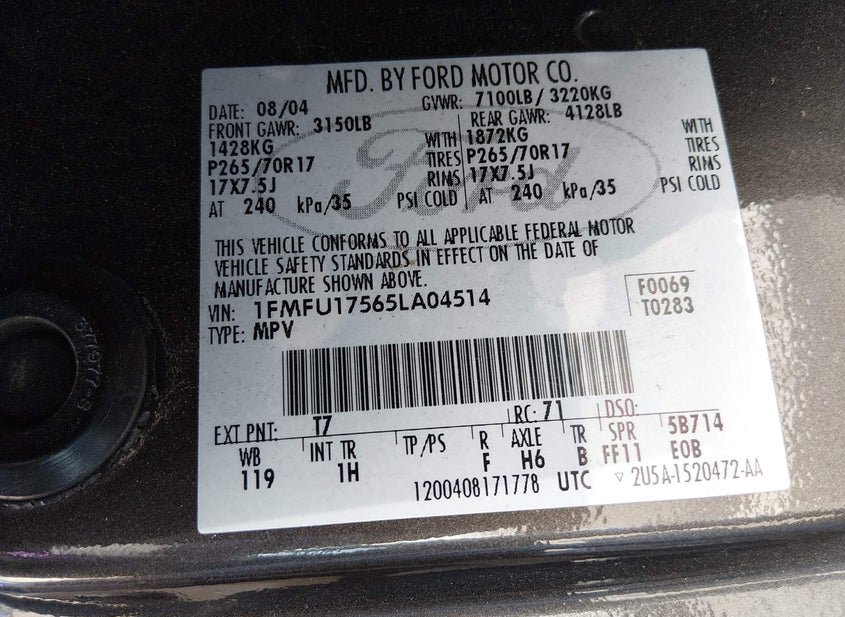 MFD. BY FORD MOTOR CO.
DATE: 08/04 GVWR: 7100LB/ 3220KG
FRONT GAWR: 3150LB REAR GAWR: 4128LB
1428KG WITH 1872KG WITH
P265/70R17 TIRES P265/70R17 TIRES
17X7.5J RIMS 17X7.5J RIMS
AT 240 kPa/35 PSI COLD AT 240 kPa/35 PSI COLD
Ford
THIS VEHICLE CONFORMS TO ALL APPLICABLE FEDERAL MOTOR
VEHICLE SAFETY STANDARDS IN EFFECT ON THE DATE OF
MANUFACTURE SHOWN ABOVE.
VIN: 1FMFU17565LA04514 F0069
TYPE: MPV T0283
EXT PNT: T7 RC: 71 DSO: 5B714
WB INT TR TP/PS R AXLE TR SPR
119 1H F H6 B FF11 E0B
1200408171778 UTC ▽ 2U5A-1520472-AA